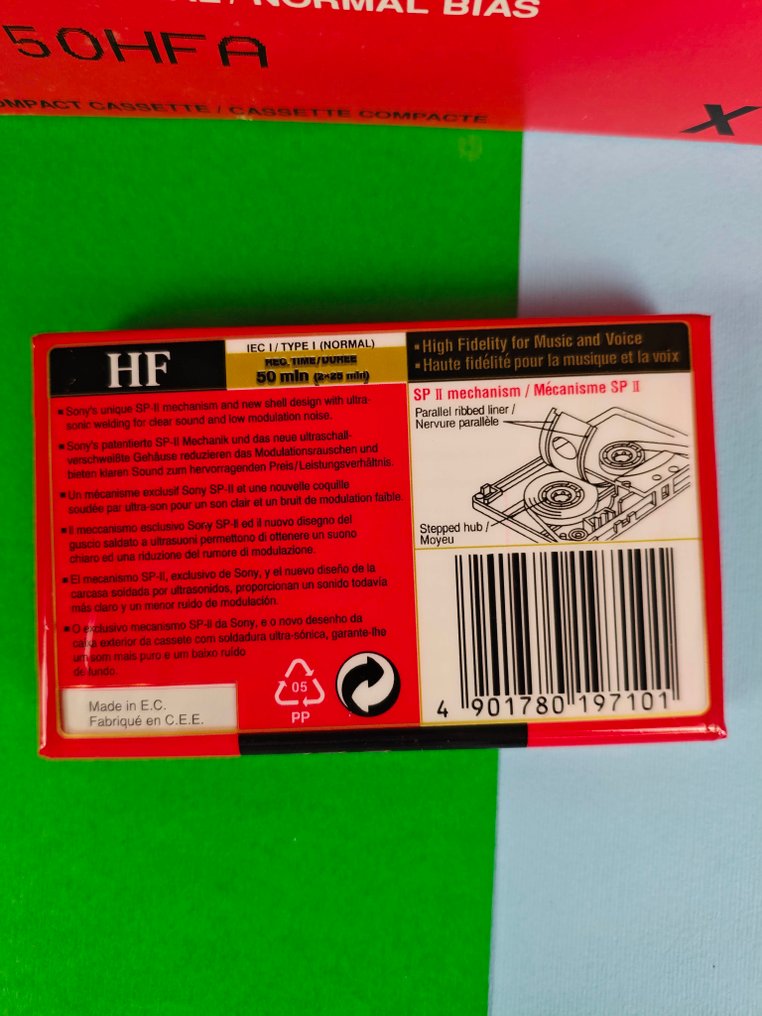 / NORMAL BIAS
50HFA
COMPACT CASSETTE / CASSETTE COMPACTE
X
HF
IEC I / TYPE I (NORMAL)
REC. TIME/DUREE
50 min (2×25 min)
▪High Fidelity for Music and Voice
▪Haute fidélité pour la musique et la voix
▪Sony's unique SP-II mechanism and new shell design with ultra-
sonic welding for clear sound and low modulation noise.
▪Sony's patentierte SP-II Mechanik und das neue ultraschall-
verschweißte Gehäuse reduzieren das Modulationsrauschen und
bieten klaren Sound zum hervorragenden Preis/Leistungsverhältnis.
▪Un mécanisme exclusif Sony SP-II et une nouvelle coquille
soudée par ultra-son pour un son clair et un bruit de modulation faible.
▪Il meccanismo esclusivo Sony SP-II ed il nuovo disegno del
guscio saldato a ultrasuoni permettono di ottenere un suono
chiaro ed una riduzione del rumore di modulazione.
▪El mecanismo SP-II, exclusivo de Sony, y el nuevo diseño de la
carcasa soldada por ultrasonidos, proporcionan un sonido todavía
más claro y un menor ruido de modulación.
▪O exclusivo mecanismo SP-II da Sony, e o novo desenho da
caixa exterior da cassete com soldadura ultra-sônica, garante-lhe
um som mais puro e um baixo ruído
de fundo.
SP II mechanism / Mécanisme SP II
Parallel ribbed liner /
Nervure parallèle
Stepped hub /
Moyeu
Made in E.C.
Fabriqué en C.E.E.
05
PP
4 901780 197101